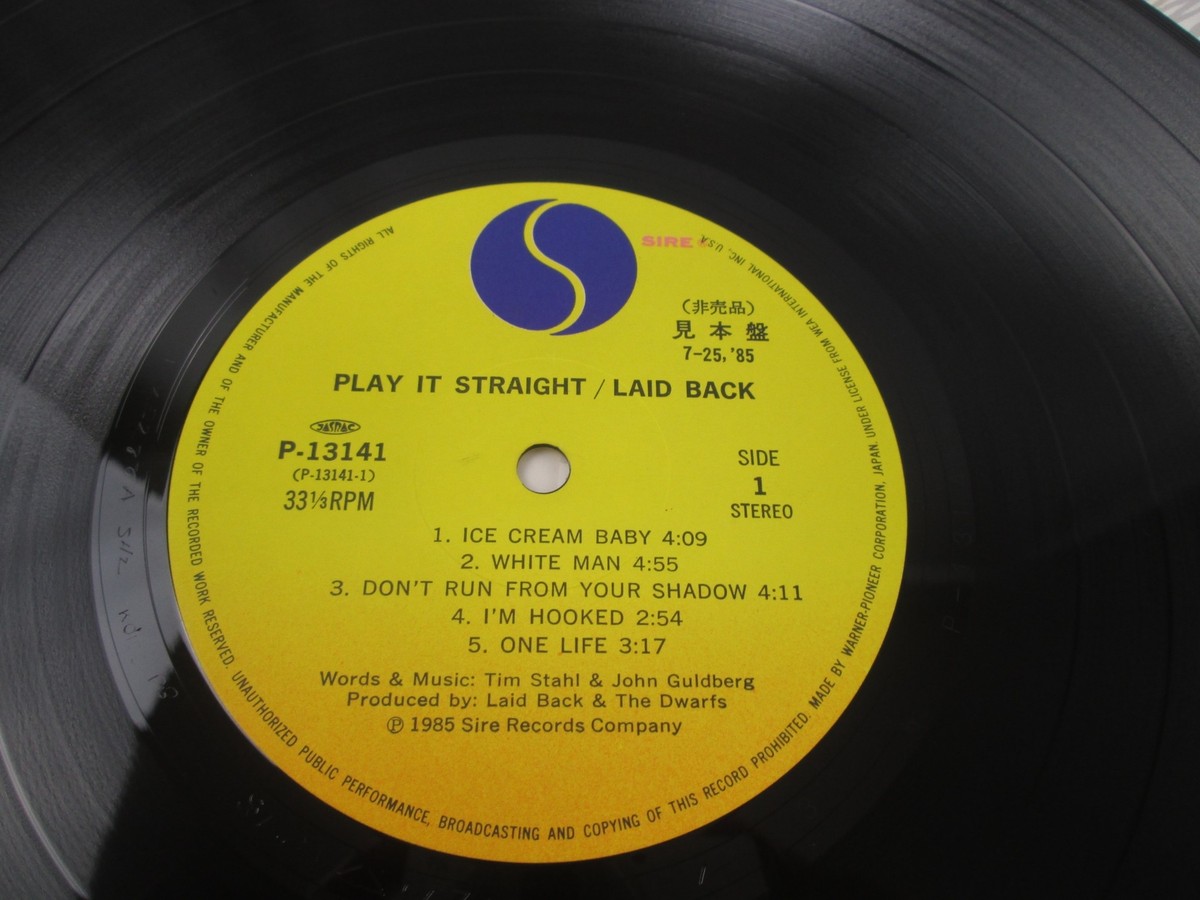 SIRE
(非売品)
見本盤
7-25,'85
PLAY IT STRAIGHT / LAID BACK
JASRAC
P-13141
(P-13141-1)
33 1/3 RPM
SIDE
1
STEREO
1. ICE CREAM BABY 4:09
2. WHITE MAN 4:55
3. DON'T RUN FROM YOUR SHADOW 4:11
4. I'M HOOKED 2:54
5. ONE LIFE 3:17
Words & Music: Tim Stahl & John Guldberg
Produced by: Laid Back & The Dwarfs
℗ 1985 Sire Records Company
ALL RIGHTS OF THE MANUFACTURER AND OF THE OWNER OF THE RECORDED WORK RESERVED. UNAUTHORIZED PUBLIC PERFORMANCE, BROADCASTING AND COPYING OF THIS RECORD PROHIBITED. MADE BY WARNER-PIONEER CORPORATION, JAPAN. UNDER LICENSE FROM WEA INTERNATIONAL INC., U.S.A.